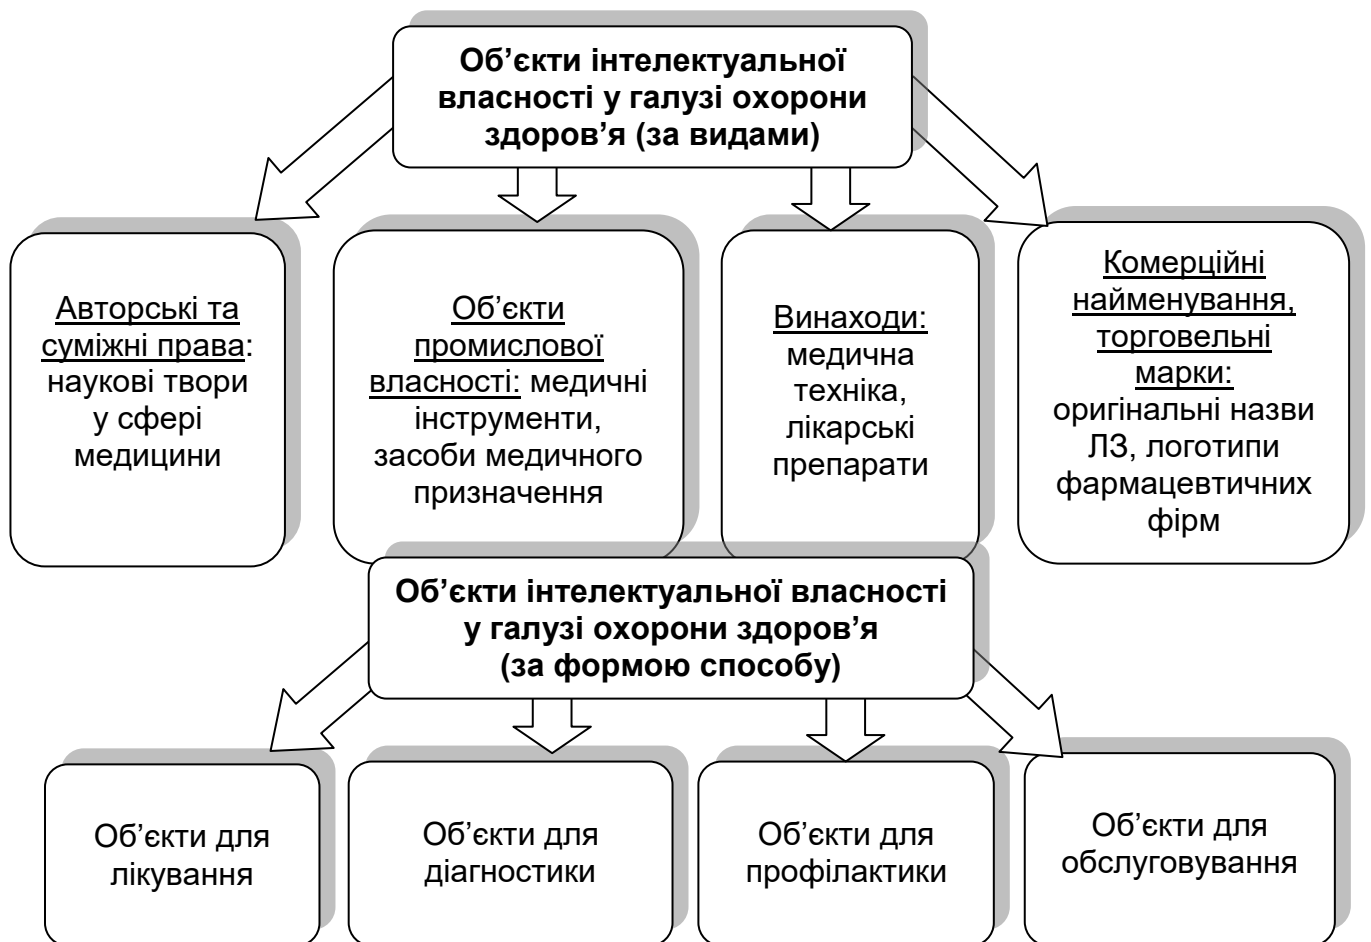 Об’єкти інтелектуальної
власності у галузі охорони
здоров’я (за видами)
Авторські та
суміжні права:
наукові твори
у сфері
медицини
Об’єкти
промислової
власності: медичні
інструменти,
засоби медичного
призначення
Винаходи:
медична
техніка,
лікарські
препарати
Комерційні
найменування,
торговельні
марки:
оригінальні назви
ЛЗ, логотипи
фармацевтичних
фірм
Об’єкти інтелектуальної власності
у галузі охорони здоров’я
(за формою способу)
Об’єкти для
лікування
Об’єкти для
діагностики
Об’єкти для
профілактики
Об’єкти для
обслуговування